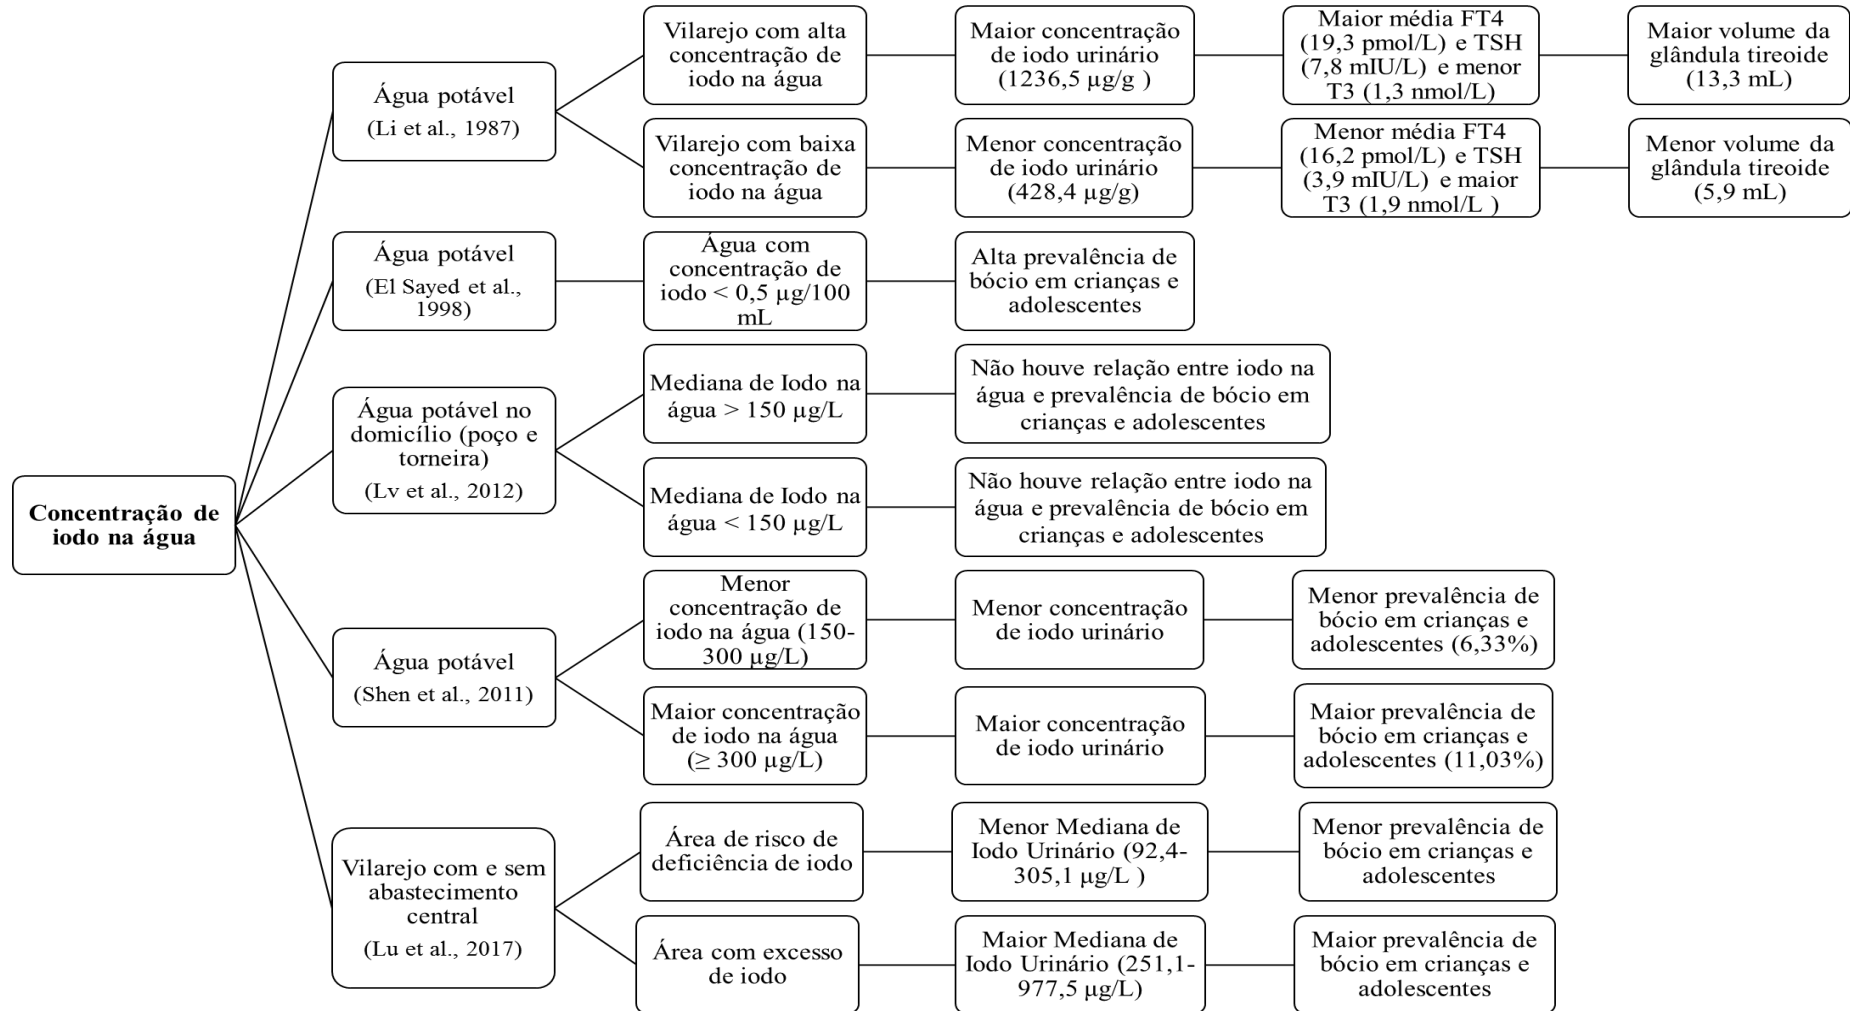 Concentração de
iodo na água
Água potável
(Li et al., 1987)
Vilarejo com alta
concentração de
iodo na água
Maior concentração
de iodo urinário
(1236,5 µg/g )
Maior média FT4
(19,3 pmol/L) e TSH
(7,8 mIU/L) e menor
T3 (1,3 nmol/L)
Maior volume da
glândula tireoide
(13,3 mL)
Vilarejo com baixa
concentração de
iodo na água
Menor concentração
de iodo urinário
(428,4 µg/g)
Menor média FT4
(16,2 pmol/L) e TSH
(3,9 mIU/L) e maior
T3 (1,9 nmol/L )
Menor volume da
glândula tireoide
(5,9 mL)
Água potável
(El Sayed et al.,
1998)
Água com
concentração de
iodo < 0,5 µg/100
mL
Alta prevalência de
bócio em crianças e
adolescentes
Água potável no
domicílio (poço e
torneira)
(Lv et al., 2012)
Mediana de Iodo na
água > 150 µg/L
Não houve relação entre iodo na
água e prevalência de bócio em
crianças e adolescentes
Mediana de Iodo na
água < 150 µg/L
Não houve relação entre iodo na
água e prevalência de bócio em
crianças e adolescentes
Água potável
(Shen et al., 2011)
Menor
concentração de
iodo na água (150-
300 µg/L)
Menor concentração
de iodo urinário
Menor prevalência de
bócio em crianças e
adolescentes (6,33%)
Maior concentração
de iodo na água
(≥ 300 µg/L)
Maior concentração
de iodo urinário
Maior prevalência de
bócio em crianças e
adolescentes (11,03%)
Vilarejo com e sem
abastecimento
central
(Lu et al., 2017)
Área de risco de
deficiência de iodo
Menor Mediana de
Iodo Urinário (92,4-
305,1 µg/L )
Menor prevalência de
bócio em crianças e
adolescentes
Área com excesso
de iodo
Maior Mediana de
Iodo Urinário (251,1-
977,5 µg/L)
Maior prevalência de
bócio em crianças e
adolescentes